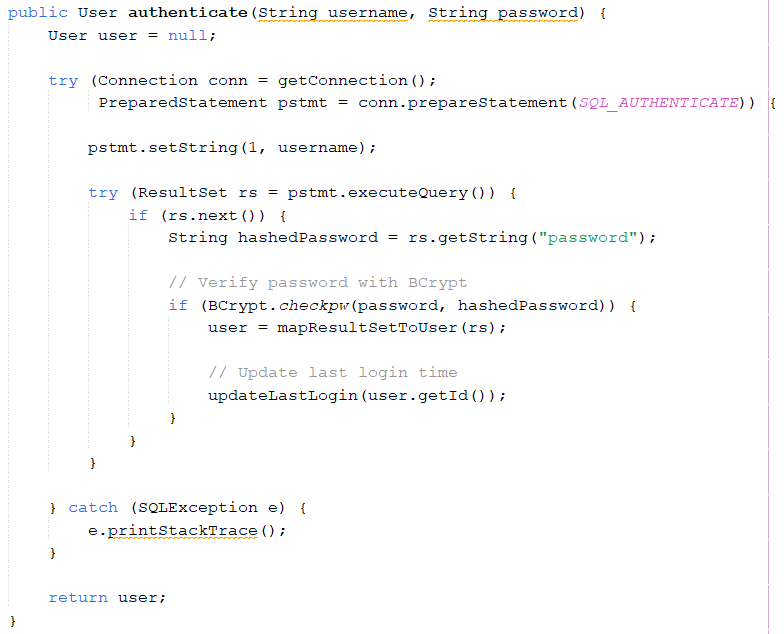 public User authenticate(String username, String password) {
    User user = null;

    try (Connection conn = getConnection();
         PreparedStatement pstmt = conn.prepareStatement(SQL_AUTHENTICATE)) {

        pstmt.setString(1, username);

        try (ResultSet rs = pstmt.executeQuery()) {
            if (rs.next()) {
                String hashedPassword = rs.getString("password");

                // Verify password with BCrypt
                if (BCrypt.checkpw(password, hashedPassword)) {
                    user = mapResultSetToUser(rs);

                    // Update last login time
                    updateLastLogin(user.getId());
                }
            }
        }

    } catch (SQLException e) {
        e.printStackTrace();
    }

    return user;
}